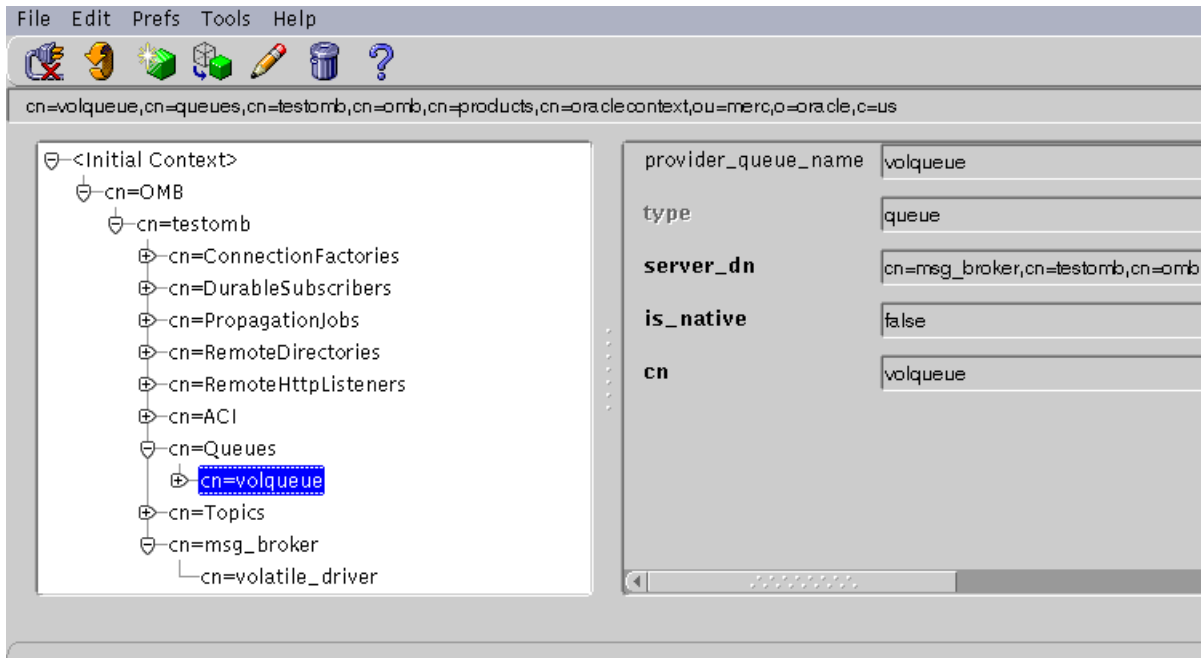 File Edit Prefs Tools Help
cn=volqueue,cn=queues,cn=testomb,cn=omb,cn=products,cn=oraclecontext,ou=merc,o=oracle,c=us
<Initial Context>
cn=OMB
cn=testomb
cn=ConnectionFactories
cn=DurableSubscribers
cn=PropagationJobs
cn=RemoteDirectories
cn=RemoteHttpListeners
cn=ACI
cn=Queues
cn=volqueue
cn=Topics
cn=msg_broker
cn=volatile_driver
provider_queue_name volqueue
type queue
server_dn cn=msg_broker,cn=testomb,cn=omb
is_native false
cn volqueue